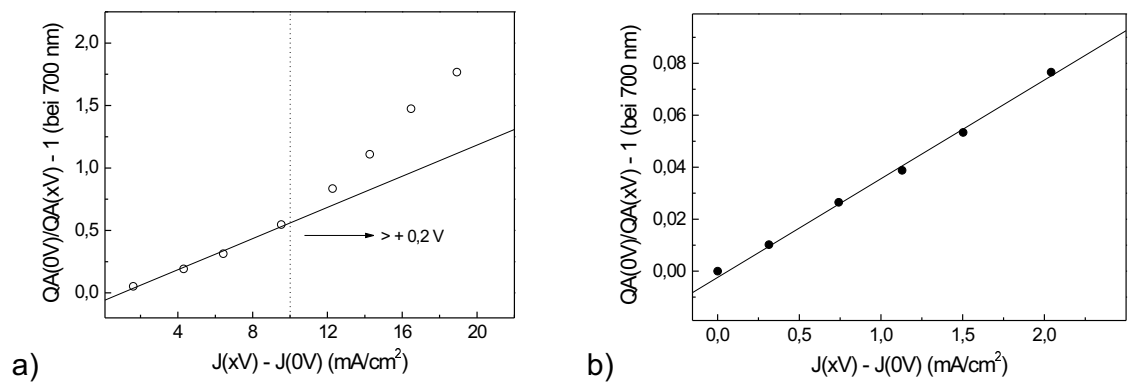 a)
QA(0V)/QA(xV) - 1 (bei 700 nm)
2,0
1,5
1,0
0,5
0,0
> + 0,2 V
4 8 12 16 20
J(xV) - J(0V) (mA/cm²)
b)
QA(0V)/QA(xV) - 1 (bei 700 nm)
0,08
0,06
0,04
0,02
0,00
0,0 0,5 1,0 1,5 2,0
J(xV) - J(0V) (mA/cm²)